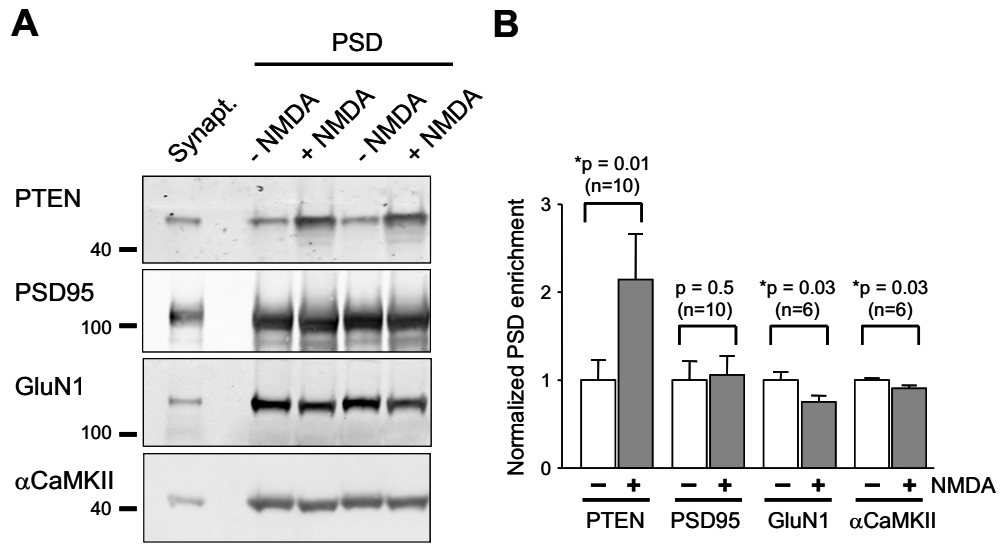 A
PSD
Synapt.
- NMDA
+ NMDA
- NMDA
+ NMDA
PTEN
40
PSD95
100
GluN1
100
αCaMKII
40
B
*p = 0.01
(n=10)
p = 0.5
(n=10)
*p = 0.03
(n=6)
*p = 0.03
(n=6)
Normalized PSD enrichment
3
2
1
0
− + − + − + − + NMDA
PTEN PSD95 GluN1 αCaMKII